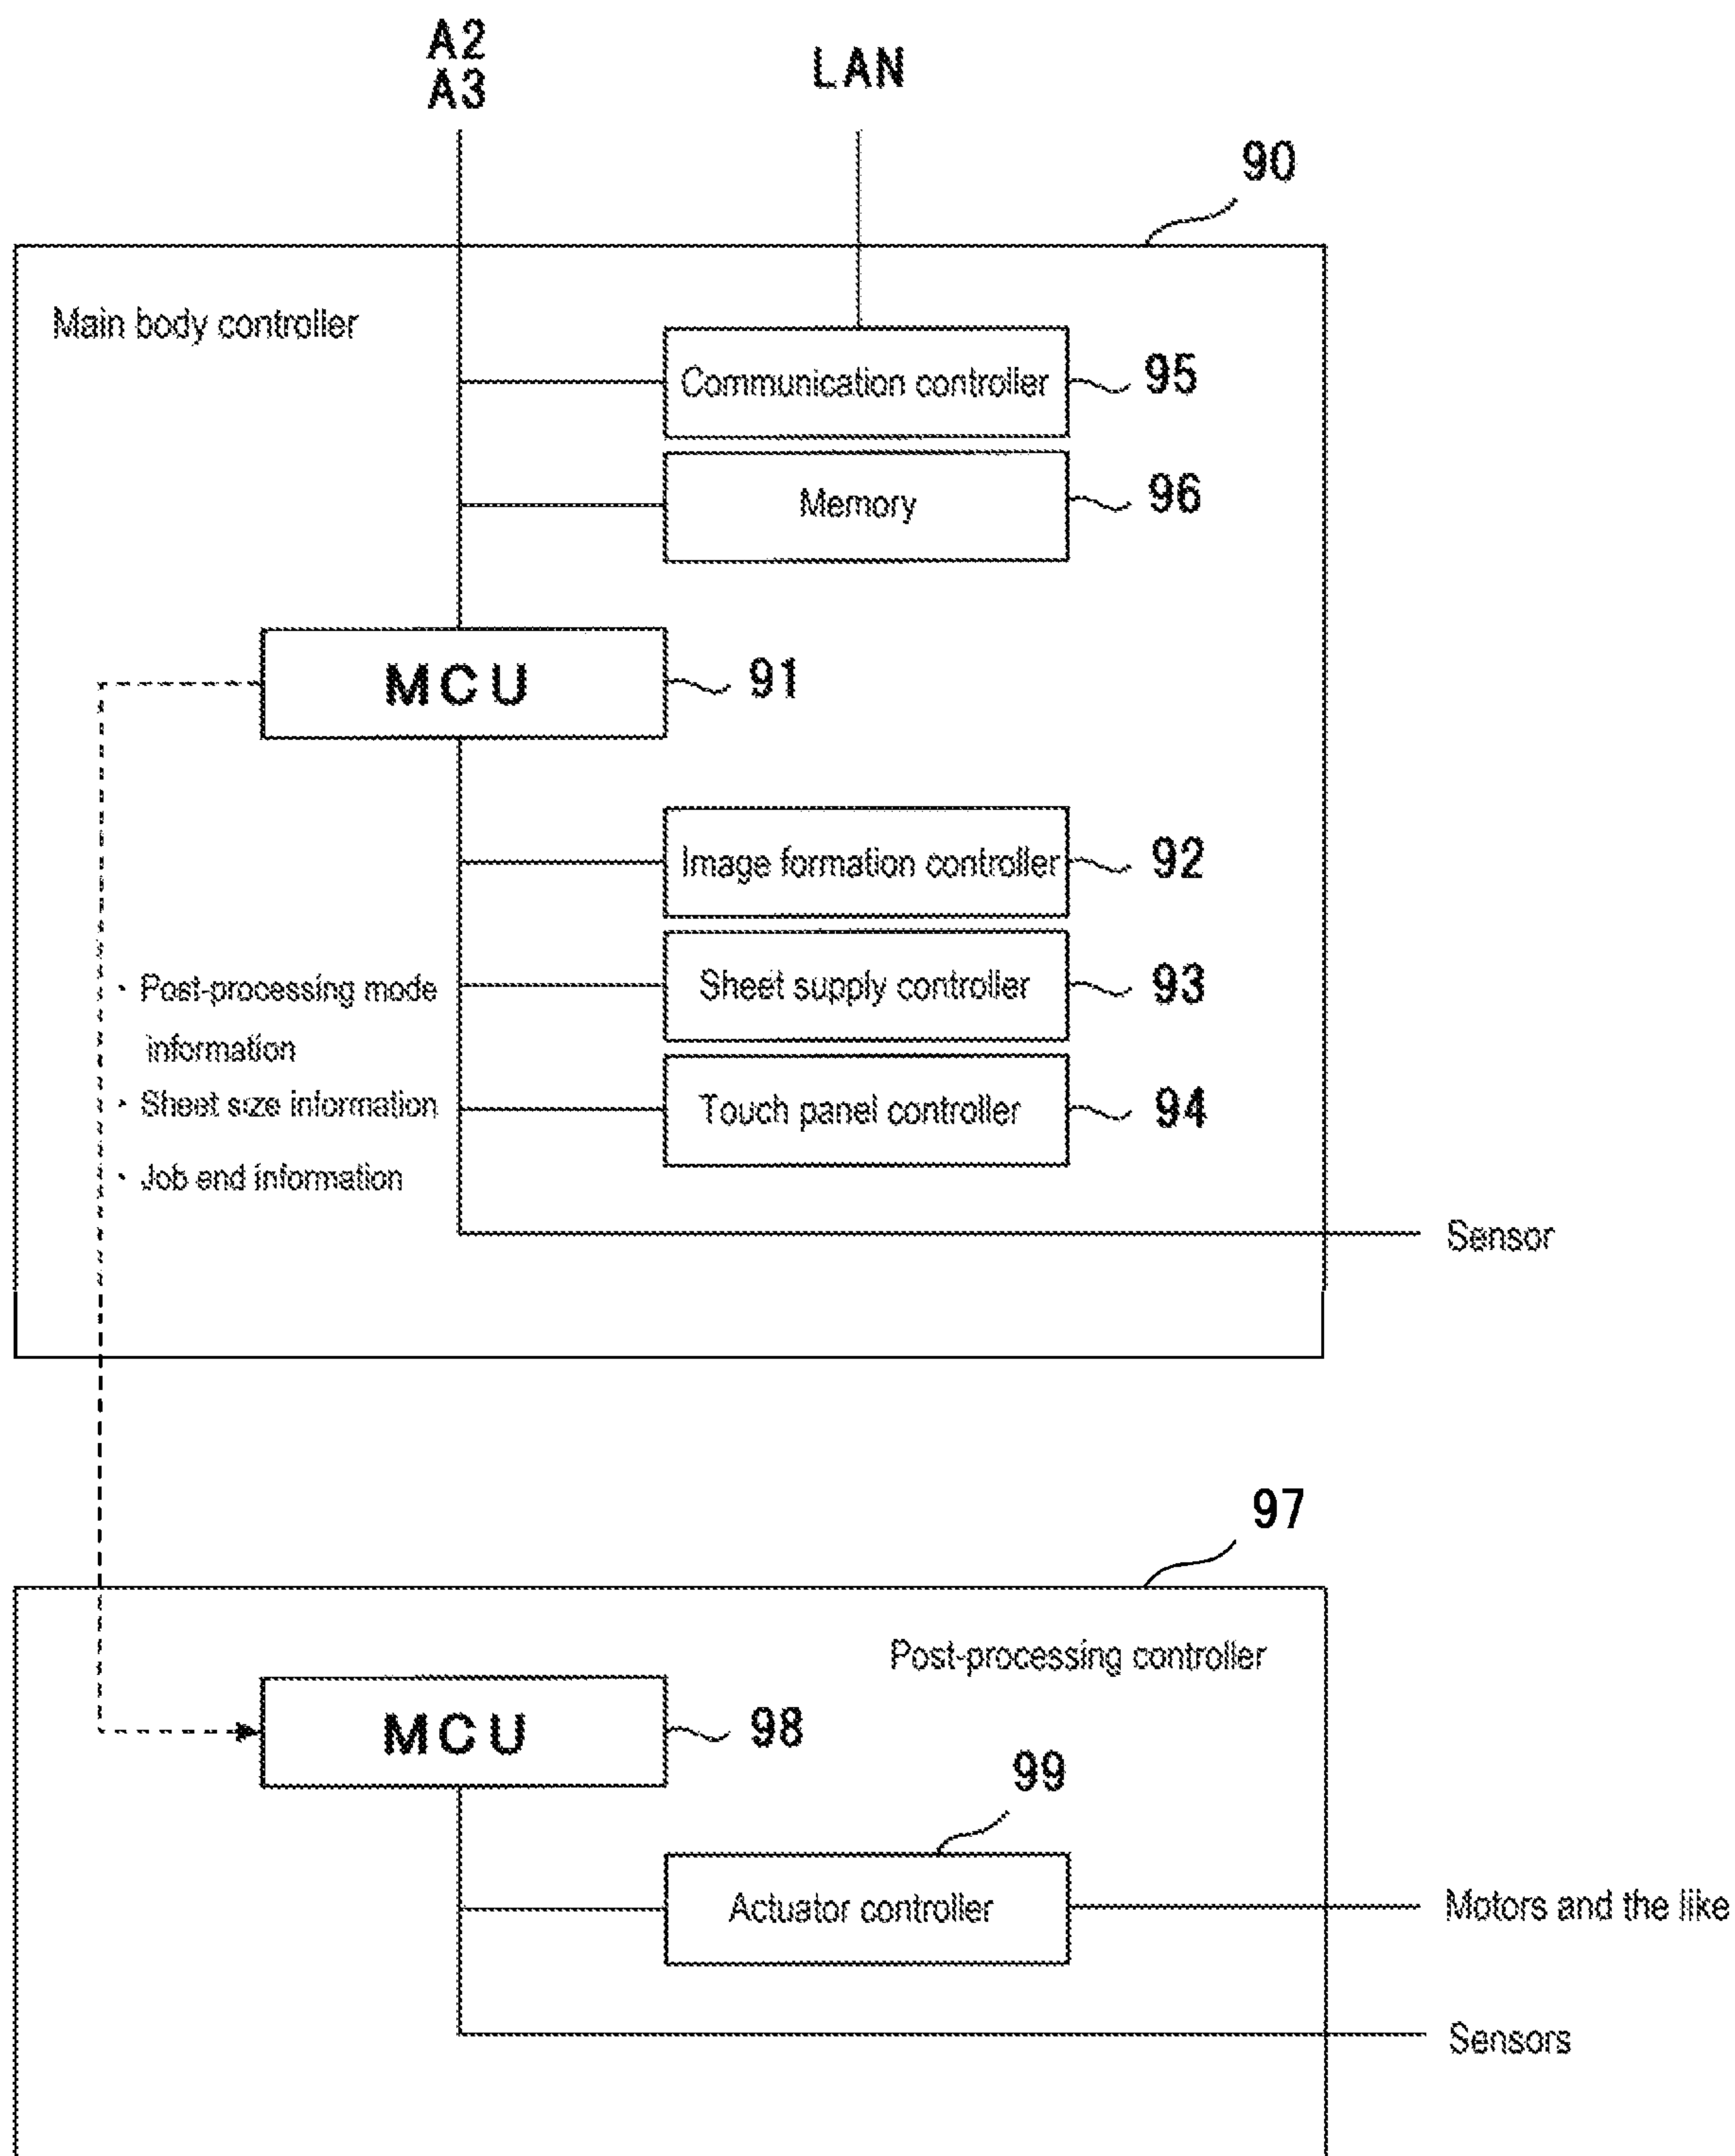 A2
A3
LAN
90
Main body controller
Communication controller
95
Memory
96
MCU
91
Image formation controller
92
· Post-processing mode
information
Sheet supply controller
93
· Sheet size information
Touch panel controller
94
· Job end information
Sensor
97
Post-processing controller
MCU
98
99
Actuator controller
Motors and the like
Sensors